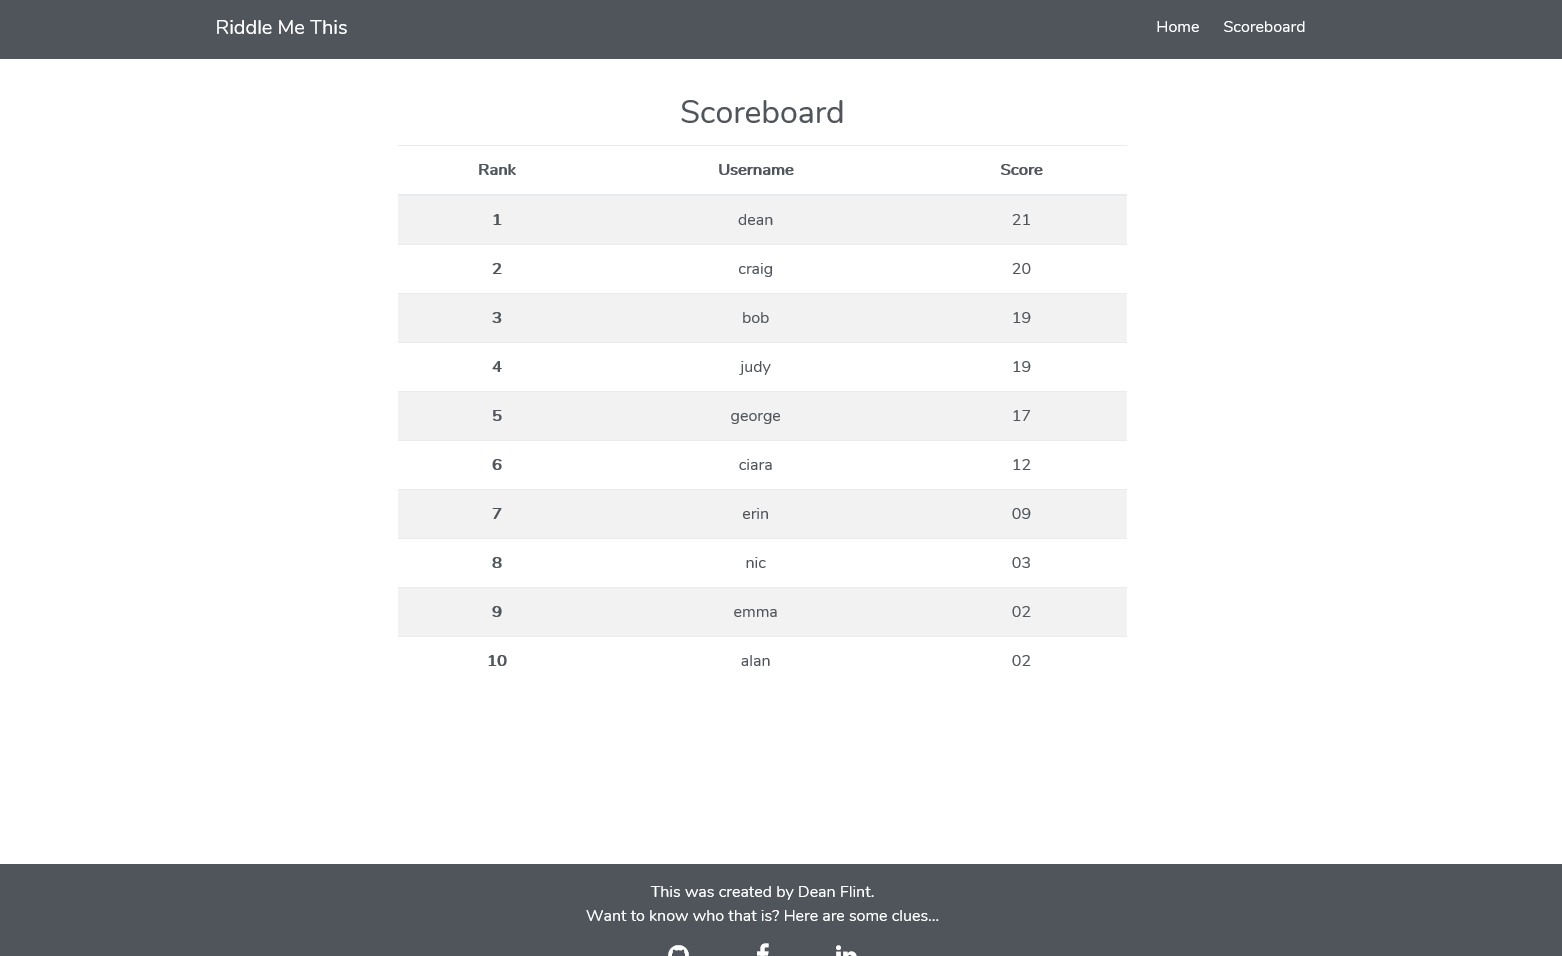 Riddle Me This Home Scoreboard
Scoreboard
Rank Username Score
1 dean 21
2 craig 20
3 bob 19
4 judy 19
5 george 17
6 ciara 12
7 erin 09
8 nic 03
9 emma 02
10 alan 02
This was created by Dean Flint.
Want to know who that is? Here are some clues...